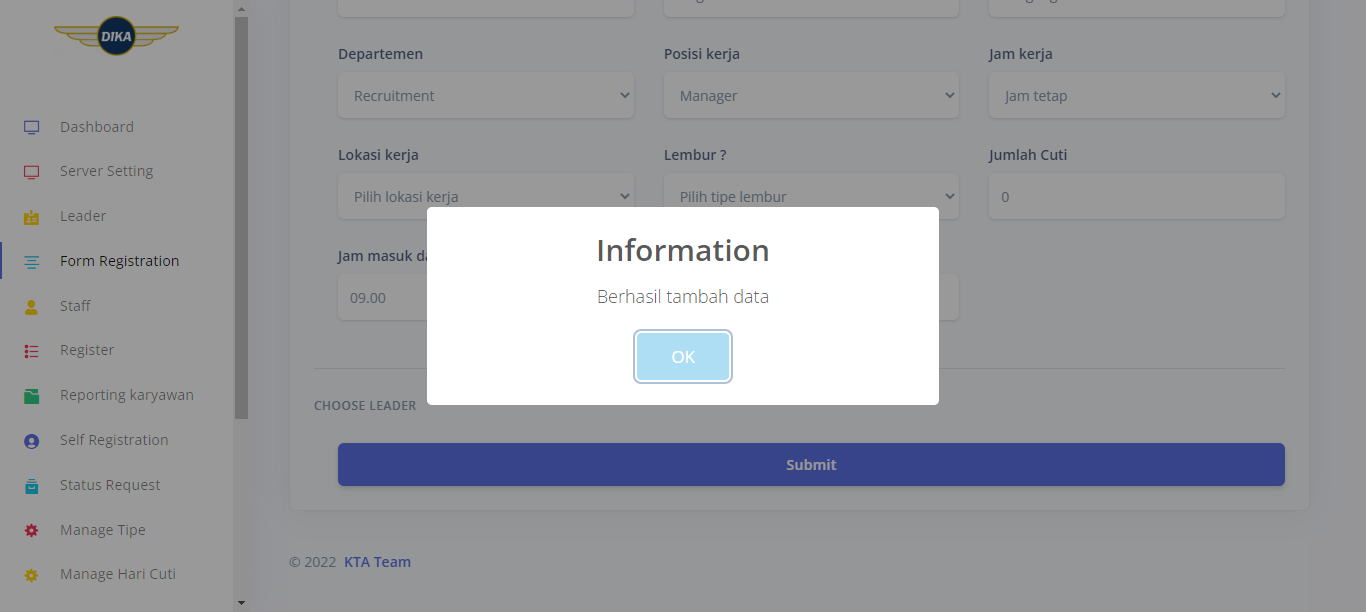 DIKA
Dashboard
Server Setting
Leader
Form Registration
Staff
Register
Reporting karyawan
Self Registration
Status Request
Manage Tipe
Manage Hari Cuti
Departemen
Posisi kerja
Jam kerja
Recruitment
Manager
Jam tetap
Lokasi kerja
Lembur ?
Jumlah Cuti
Pilih lokasi kerja
Pilih tipe lembur
0
Jam masuk
09.00
Information
Berhasil tambah data
OK
CHOOSE LEADER
Submit
© 2022 KTA Team